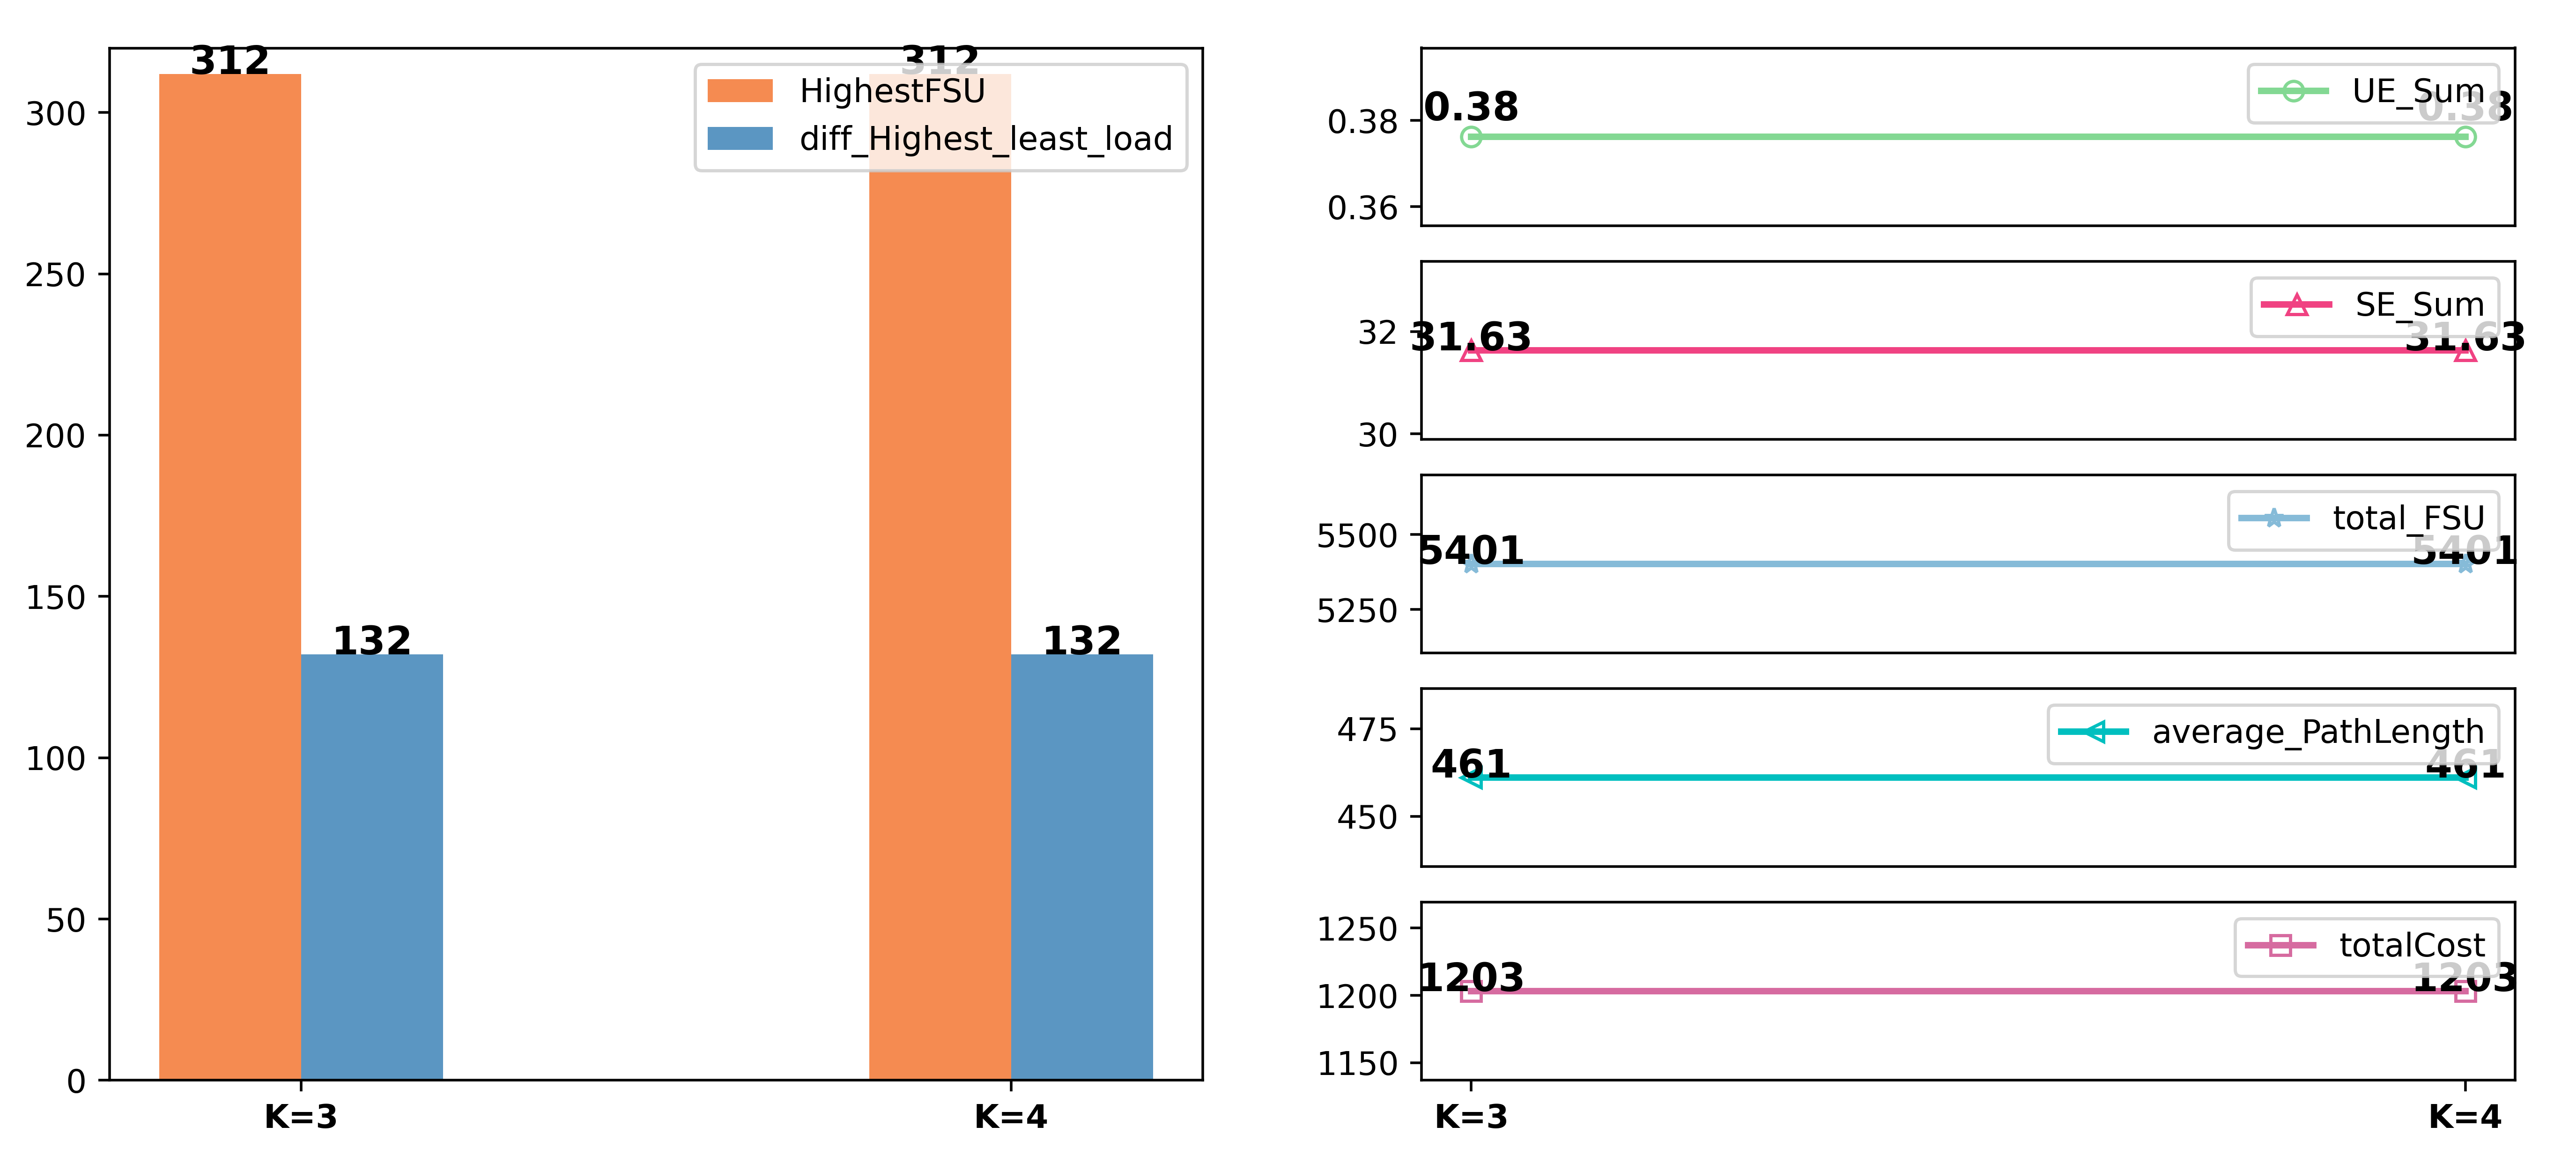 312
312
HighestFSU
diff_Highest_least_load
300
250
200
150
132
132
100
50
0
K=3
K=4
UE_Sum
0.38
0.38
0.38
0.36
SE_Sum
32
31.63
31.63
30
total_FSU
5500
5401
5401
5250
average_PathLength
475
461
461
450
totalCost
1250
1203
1203
1200
1150
K=3
K=4